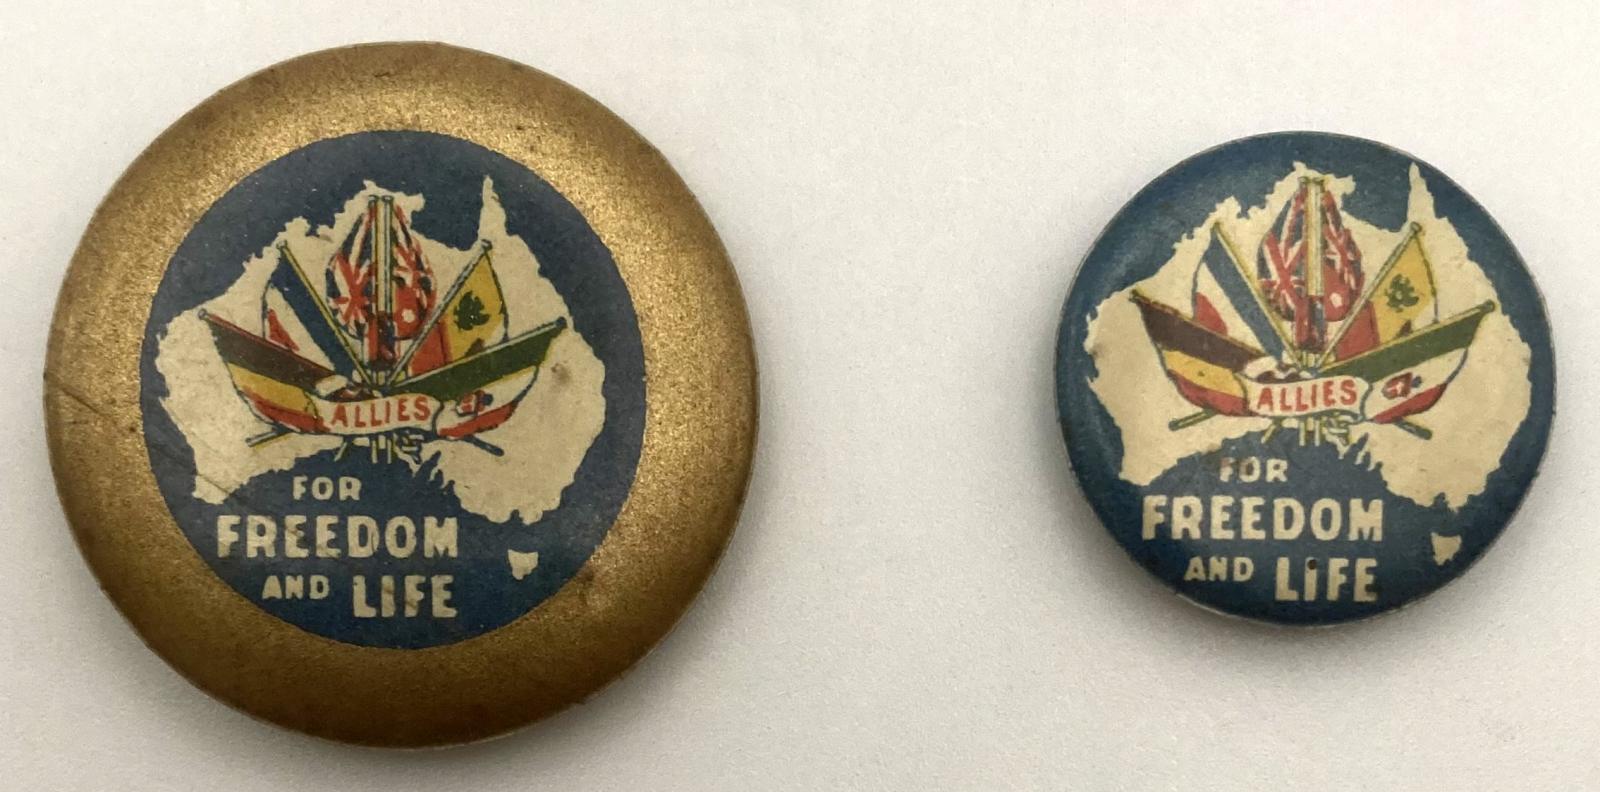 ALLIES
FOR
FREEDOM
AND LIFE
ALLIES
FOR
FREEDOM
AND LIFE